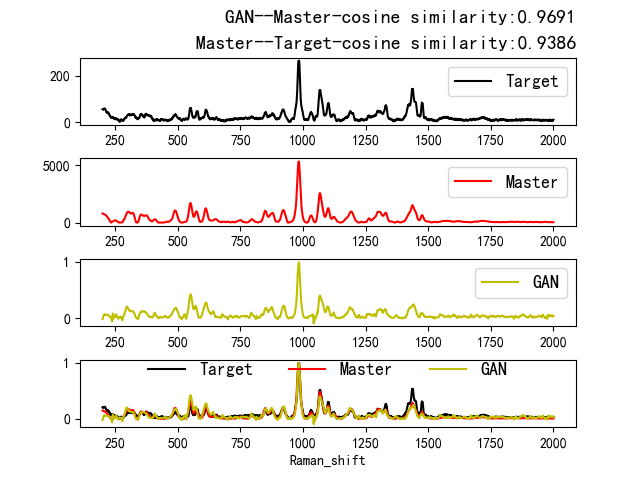 GAN--Master-cosine similarity:0.9691
Master--Target-cosine similarity:0.9386
200
0
Target
250 500 750 1000 1250 1500 1750 2000
5000
0
Master
250 500 750 1000 1250 1500 1750 2000
1
0
GAN
250 500 750 1000 1250 1500 1750 2000
1
0
Target Master GAN
250 500 750 1000 1250 1500 1750 2000
Raman_shift